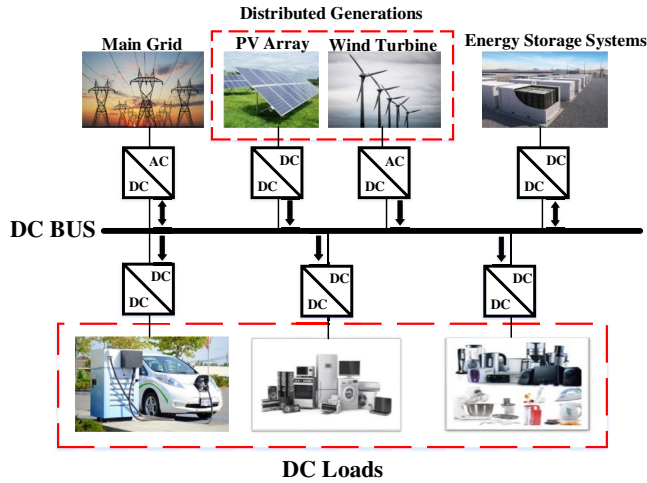 Distributed Generations
Main Grid
PV Array
Wind Turbine
Energy Storage Systems
AC
DC
DC
DC
AC
DC
DC
DC
DC BUS
DC
DC
DC
DC
DC
DC
DC Loads